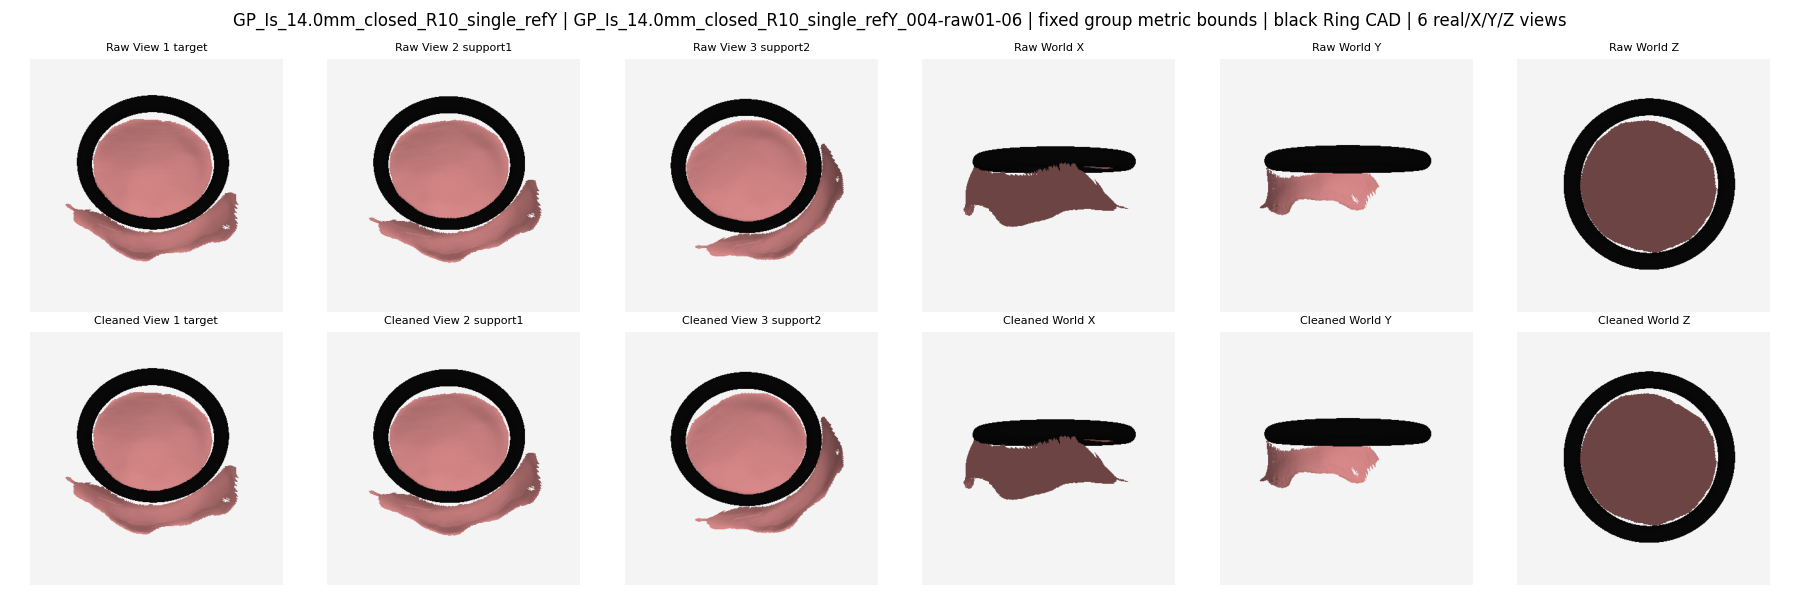 GP_Is_14.0mm_closed_R10_single_refY | GP_Is_14.0mm_closed_R10_single_refY_004-raw01-06 | fixed group metric bounds | black Ring CAD | 6 real/X/Y/Z views
Raw View 1 target
Raw View 2 support1
Raw View 3 support2
Raw World X
Raw World Y
Raw World Z
Cleaned View 1 target
Cleaned View 2 support1
Cleaned View 3 support2
Cleaned World X
Cleaned World Y
Cleaned World Z